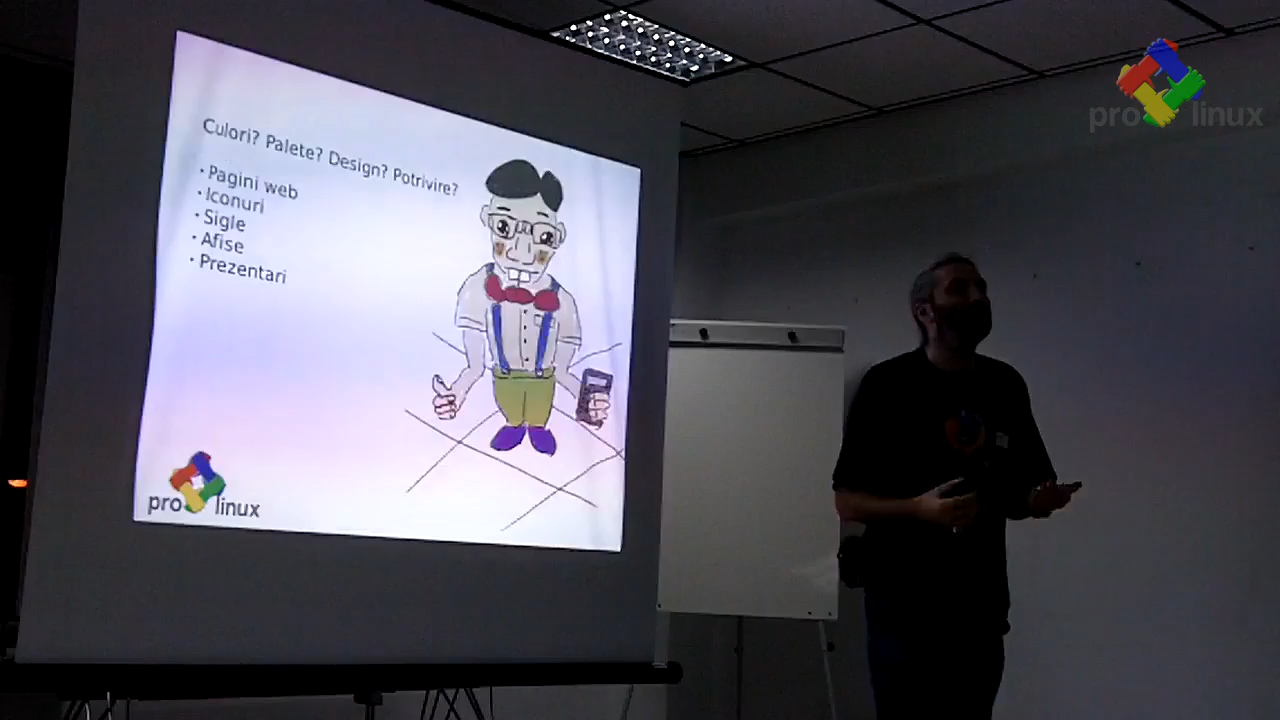 Culori? Palete? Design? Potrivire?
• Pagini web
• Iconuri
• Sigle
• Afise
• Prezentari
pro linux
pro linux